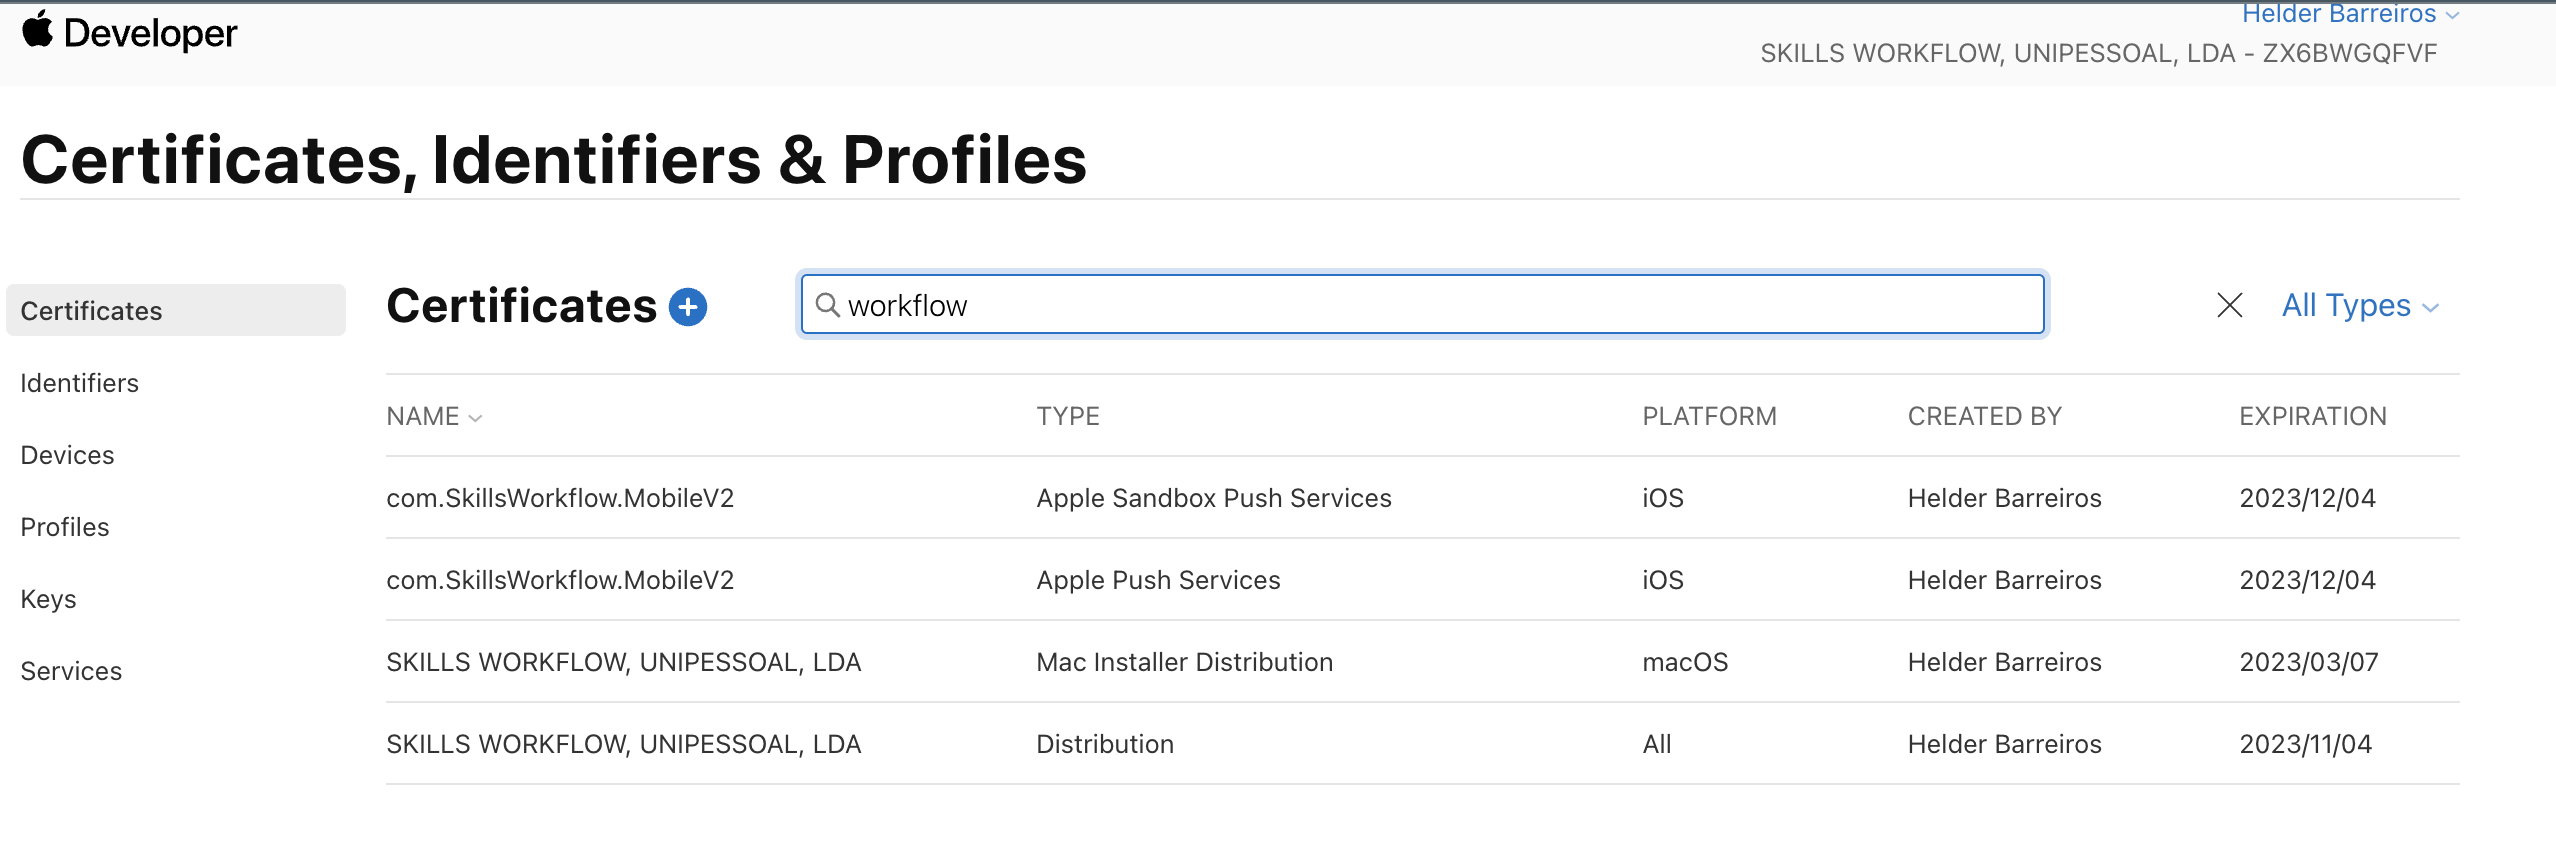 Developer
Helder Barreiros
SKILLS WORKFLOW, UNIPESSOAL, LDA - ZX6BWGQFVF
Certificates, Identifiers & Profiles
Certificates
Identifiers
Devices
Profiles
Keys
Services
Certificates
workflow
All Types
NAME TYPE PLATFORM CREATED BY EXPIRATION
com.SkillsWorkflow.MobileV2 Apple Sandbox Push Services iOS Helder Barreiros 2023/12/04
com.SkillsWorkflow.MobileV2 Apple Push Services iOS Helder Barreiros 2023/12/04
SKILLS WORKFLOW, UNIPESSOAL, LDA Mac Installer Distribution macOS Helder Barreiros 2023/03/07
SKILLS WORKFLOW, UNIPESSOAL, LDA Distribution All Helder Barreiros 2023/11/04